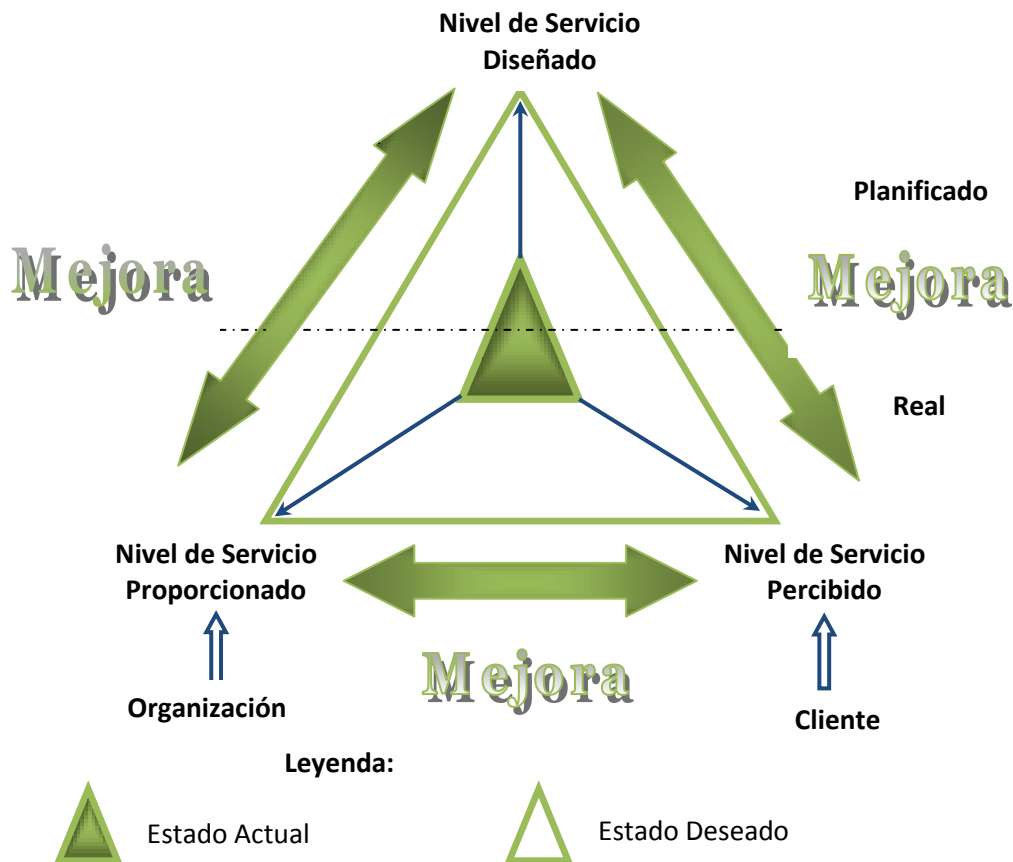 Nivel de Servicio
Diseñado
Planificado
Mejora
Mejora
Real
Nivel de Servicio
Proporcionado
Nivel de Servicio
Percibido
Mejora
Organización
Cliente
Leyenda:
Estado Actual
Estado Deseado